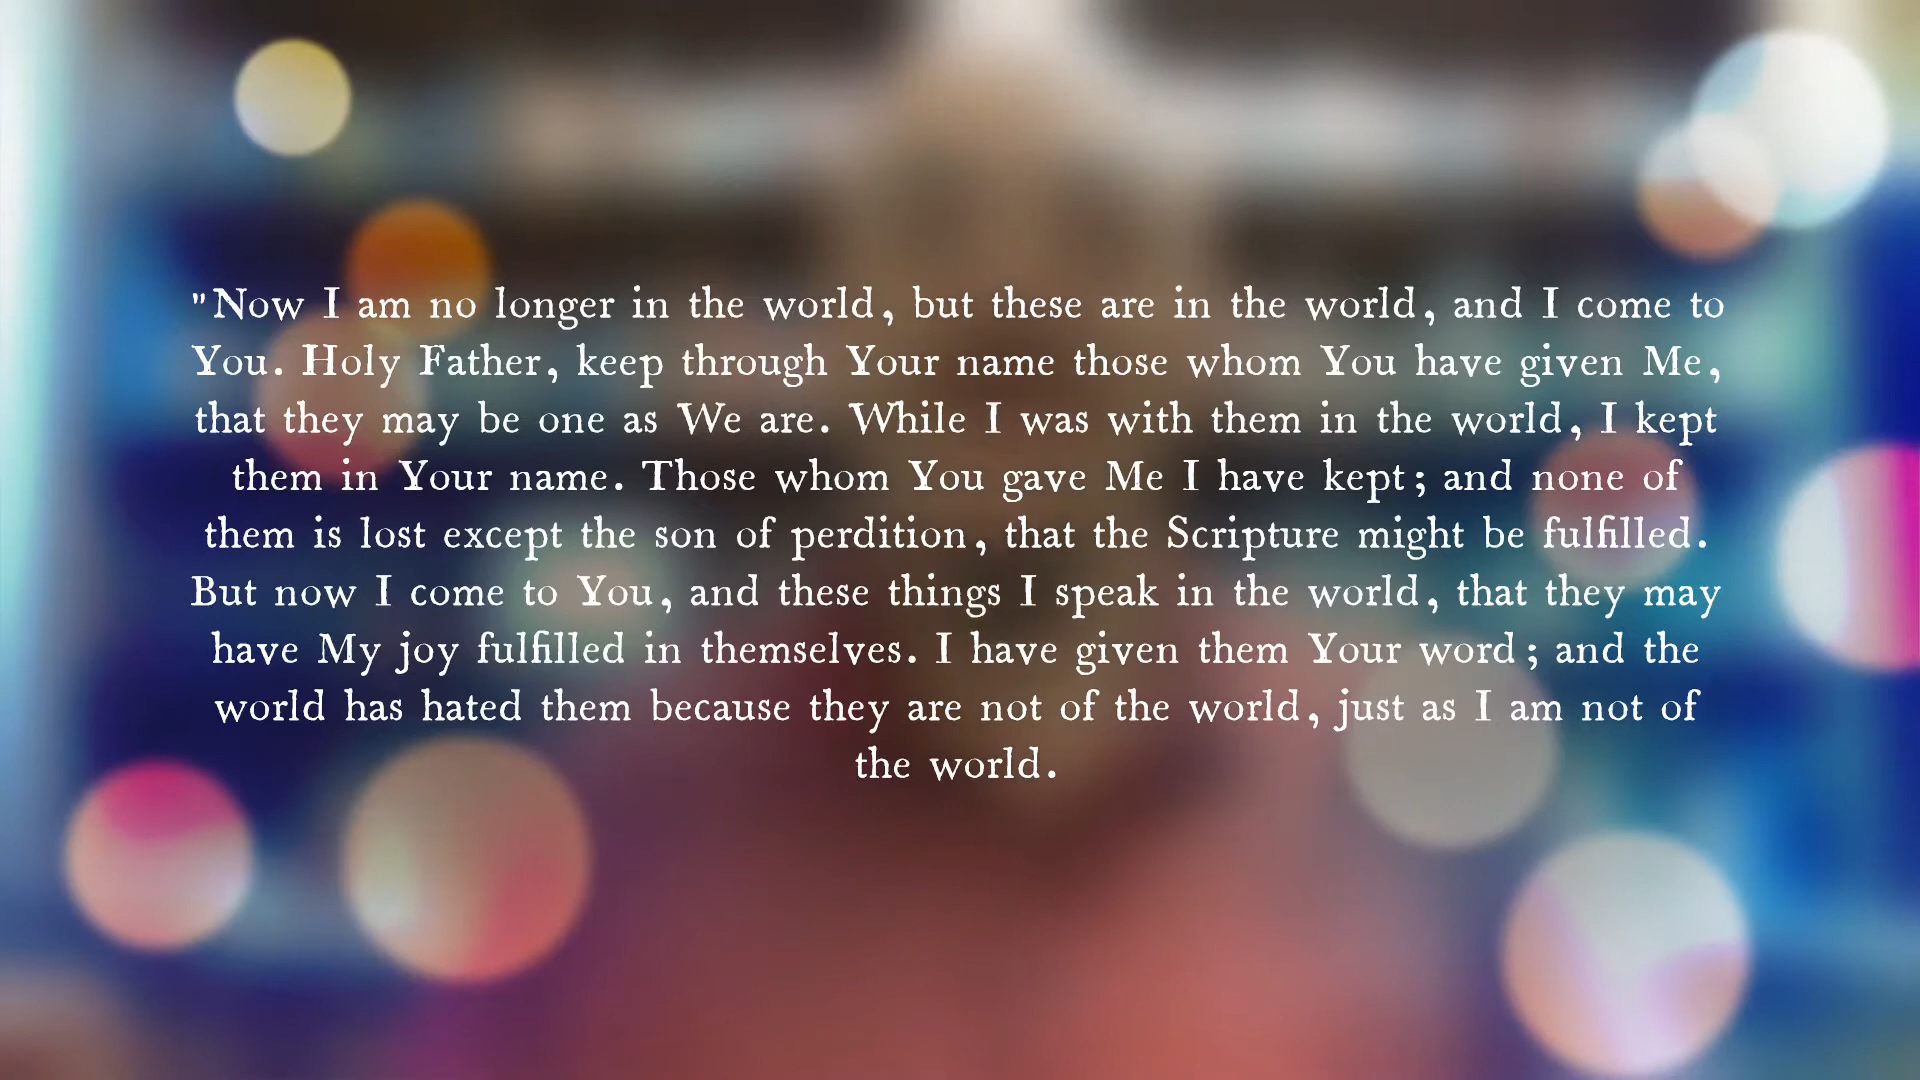 "Now I am no longer in the world, but these are in the world, and I come to
You. Holy Father, keep through Your name those whom You have given Me,
that they may be one as We are. While I was with them in the world, I kept
them in Your name. Those whom You gave Me I have kept; and none of
them is lost except the son of perdition, that the Scripture might be fulfilled.
But now I come to You, and these things I speak in the world, that they may
have My joy fulfilled in themselves. I have given them Your word; and the
world has hated them because they are not of the world, just as I am not of
the world.